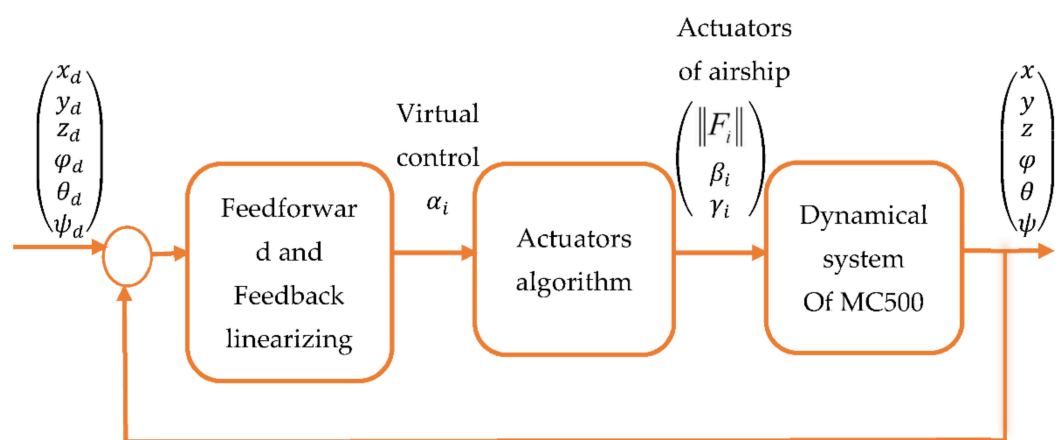 x_d
y_d
z_d
φ_d
θ_d
ψ_d
Virtual
control
α_i
Actuators
of airship
‖F_i‖
β_i
γ_i
x
y
z
φ
θ
ψ
Feedforwar
d and
Feedback
linearizing
Actuators
algorithm
Dynamical
system
Of MC500